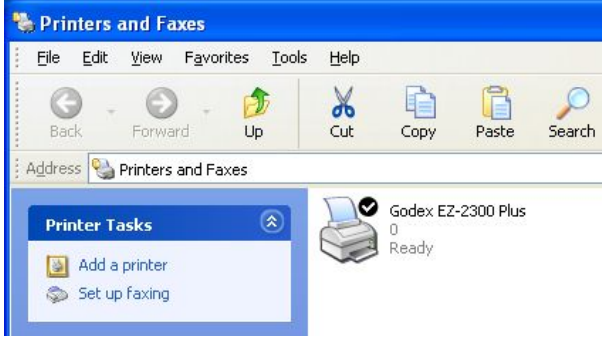 Printers and Faxes
File Edit View Favorites Tools Help
Back Forward Up Cut Copy Paste Search
Address Printers and Faxes
Printer Tasks
Add a printer
Set up faxing
Godex EZ-2300 Plus
0
Ready